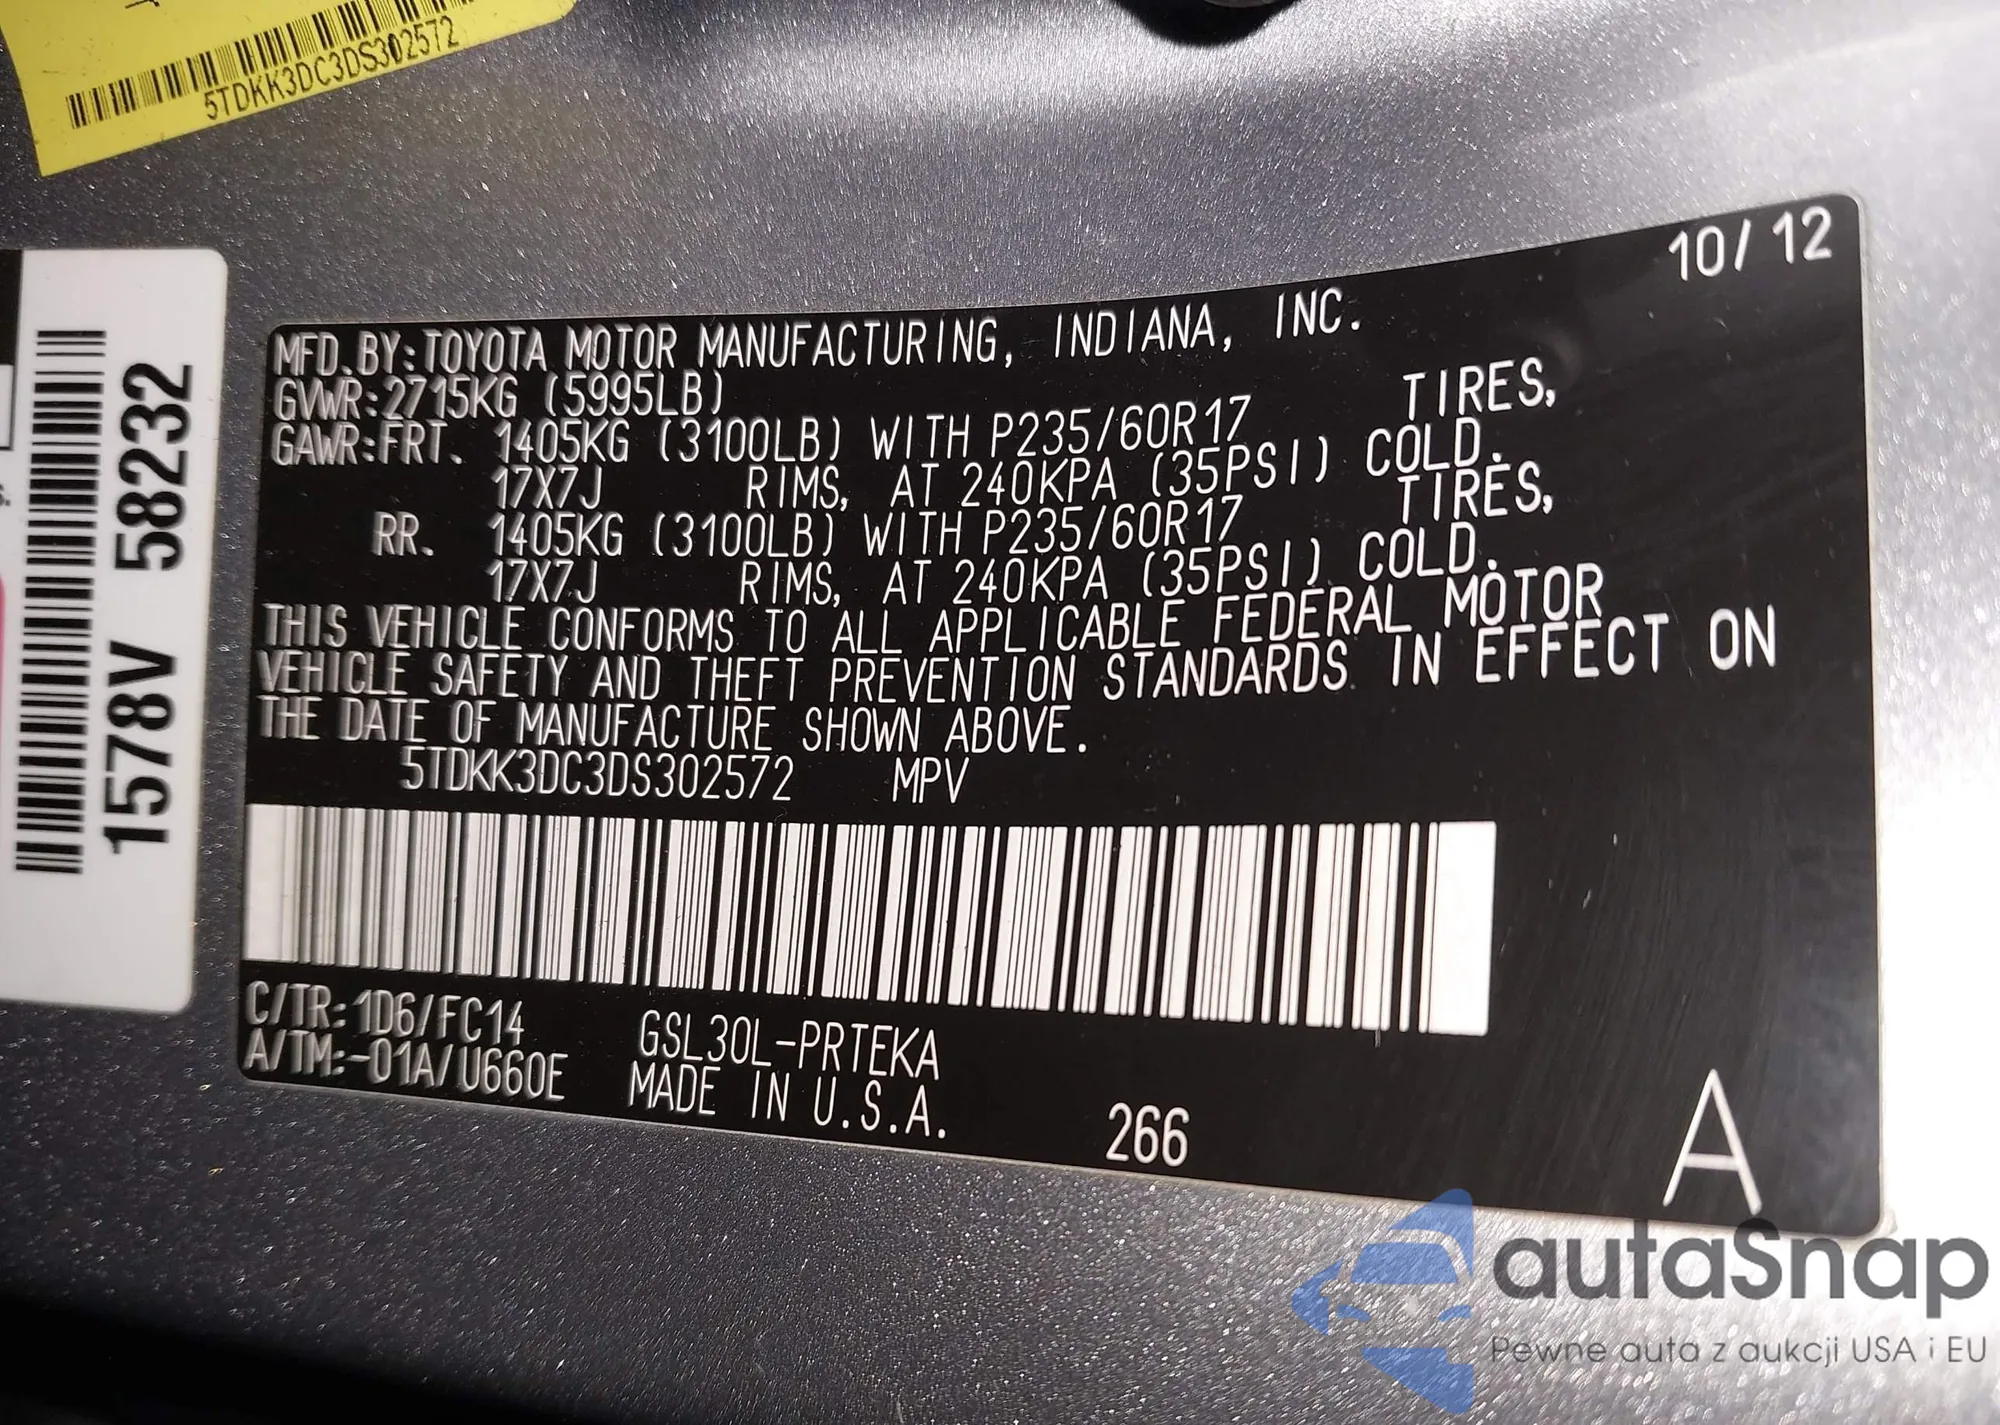 5TDKK3DC3DS302572
1578V 58232
10/12
MFD.BY:TOYOTA MOTOR MANUFACTURING, INDIANA, INC.
GVWR:2715KG (5995LB)
GAWR:FRT. 1405KG (3100LB) WITH P235/60R17 TIRES,
17X7J RIMS, AT 240KPA (35PSI) COLD.
RR. 1405KG (3100LB) WITH P235/60R17 TIRES,
17X7J RIMS, AT 240KPA (35PSI) COLD.
THIS VEHICLE CONFORMS TO ALL APPLICABLE FEDERAL MOTOR
VEHICLE SAFETY AND THEFT PREVENTION STANDARDS IN EFFECT ON
THE DATE OF MANUFACTURE SHOWN ABOVE.
5TDKK3DC3DS302572 MPV
C/TR:1D6/FC14 GSL30L-PRTEKA
A/TM:-01A/U660E MADE IN U.S.A.
266
A
autaSnap
Pewne auta z aukcji USA i EU